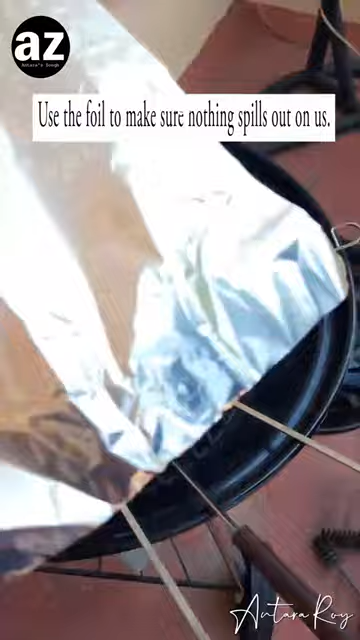 az
Antara's Dough
Use the foil to make sure nothing spills out on us.
Antara Roy